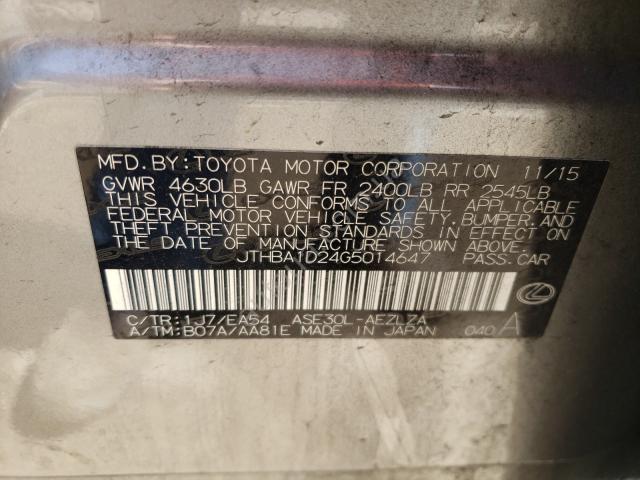 MFD.BY:TOYOTA MOTOR CORPORATION 11/15
GVWR 4630LB GAWR FR 2400LB RR 2545LB
THIS VEHICLE CONFORMS TO ALL APPLICABLE
FEDERAL MOTOR VEHICLE SAFETY,BUMPER,AND
THEFT PREVENTION STANDARDS IN EFFECT ON
THE DATE OF MANUFACTURE SHOWN ABOVE.
JTHBA1D24G5014647 PASS.CAR
C/TR:1J7/EA54 ASE30L-AEZLZA
A/TM:B07A/AA81E MADE IN JAPAN 040 A